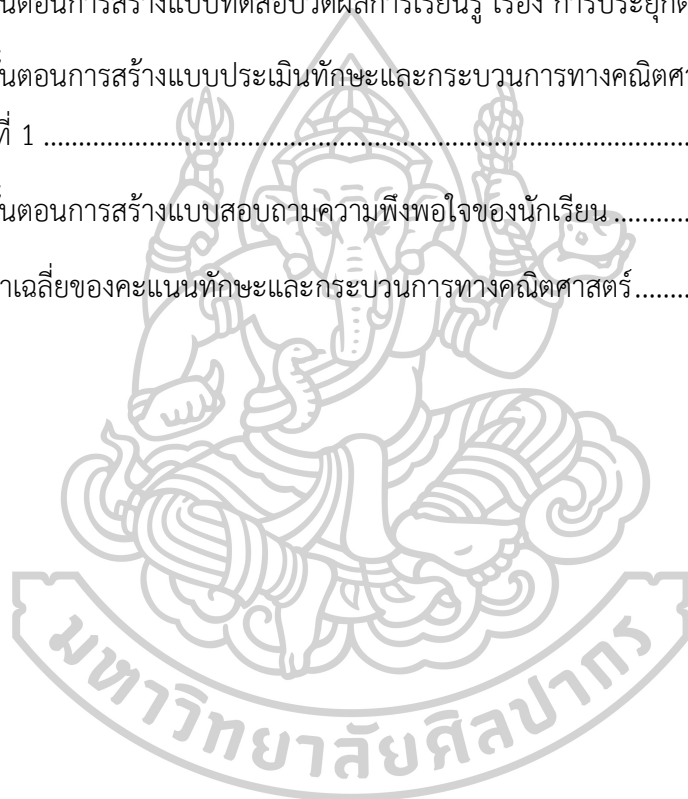 ตอนการสร้างแบบทดสอบวัดผลการเรียนรู้ เรื่อง การประยุกต์
ั้นตอนการสร้างแบบประเมินทักษะและกระบวนการทางคณิตศา
ที่ 1 ................................................................................................
ั้นตอนการสร้างแบบสอบถามความพึงพอใจของนักเรียน ............
าเฉลี่ยของคะแนนทักษะและกระบวนการทางคณิตศาสตร์ ........
มหาวิทยาลัยศิลปากร